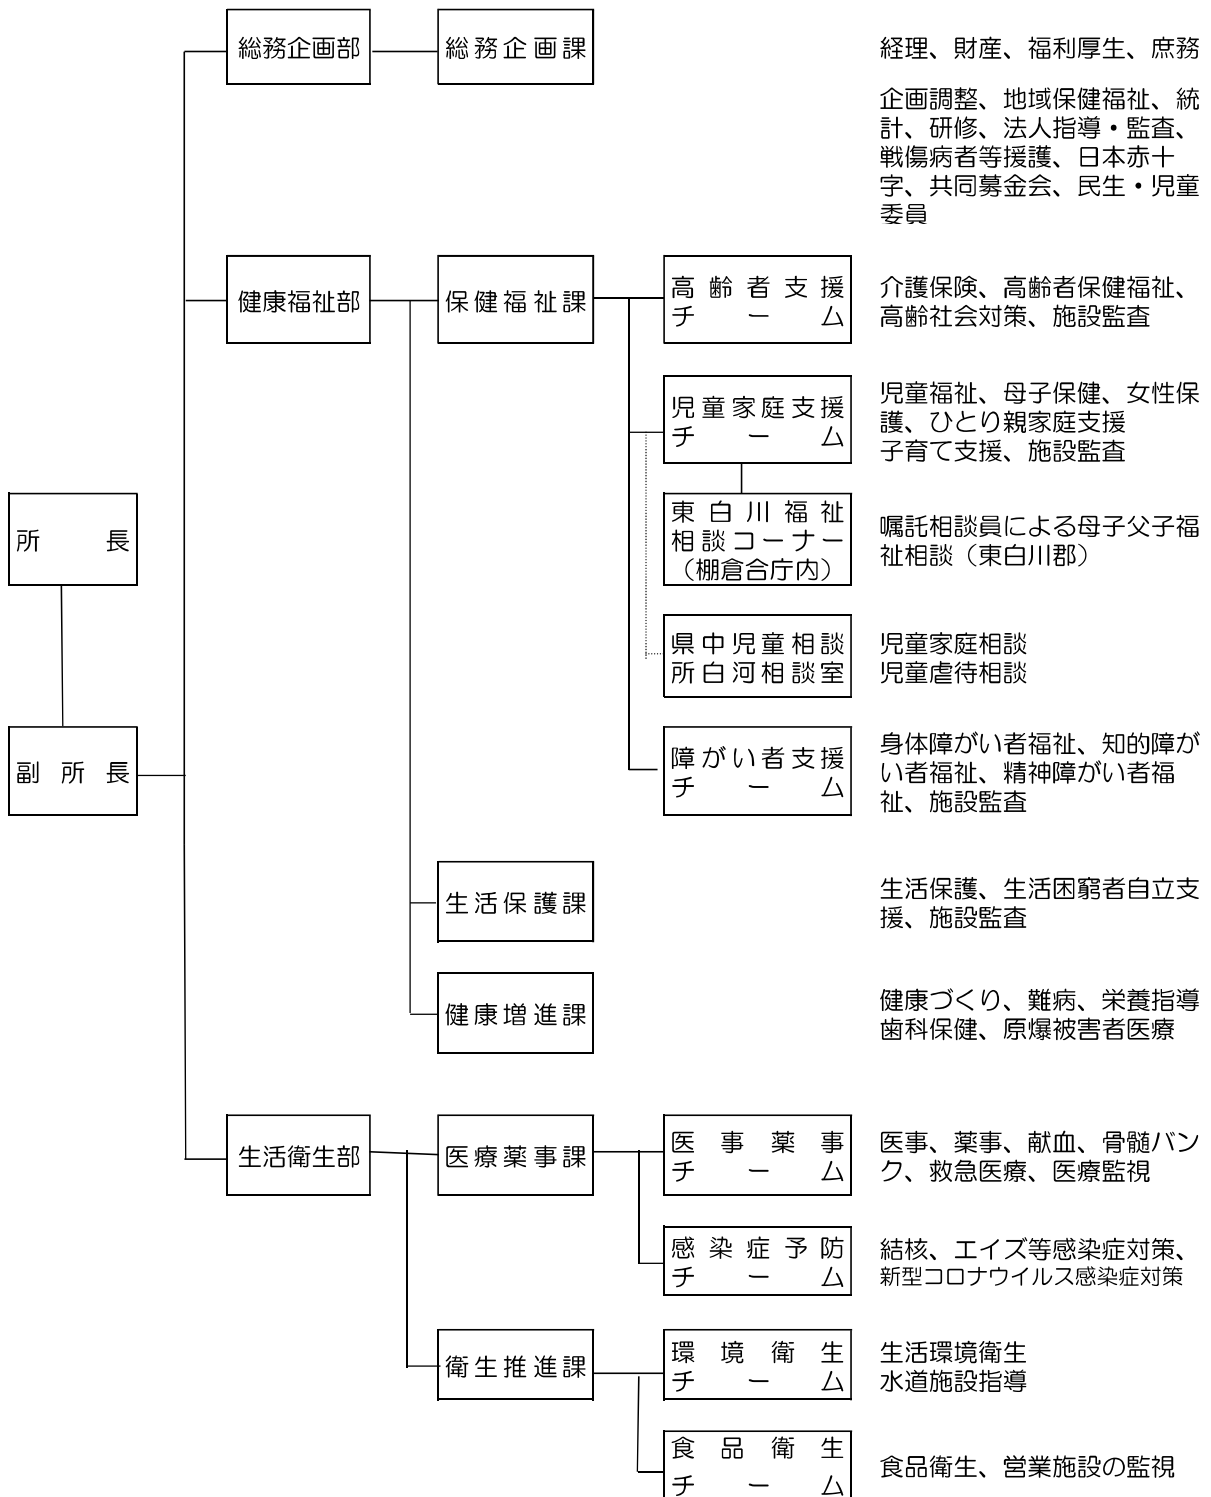 総務企画部
総務企画課
経理、財産、福利厚生、庶務
企画調整、地域保健福祉、統
計、研修、法人指導・監査、
戦傷病者等援護、日本赤十
字、共同募金会、民生・児童
委員
健康福祉部
保健福祉課
高齢者支援
チーム
介護保険、高齢者保健福祉、
高齢社会対策、施設監査
児童家庭支援
チーム
児童福祉、母子保健、女性保
護、ひとり親家庭支援
子育て支援、施設監査
所長
東白川福祉
相談コーナー
（棚倉合庁内）
嘱託相談員による母子父子福
祉相談（東白川郡）
県中児童相談
所白河相談室
児童家庭相談
児童虐待相談
副所長
障がい者支援
チーム
身体障がい者福祉、知的障が
い者福祉、精神障がい者福
祉、施設監査
生活保護課
生活保護、生活困窮者自立支
援、施設監査
健康増進課
健康づくり、難病、栄養指導
歯科保健、原爆被害者医療
生活衛生部
医療薬事課
医事薬事
チーム
医事、薬事、献血、骨髄バン
ク、救急医療、医療監視
感染症予防
チーム
結核、エイズ等感染症対策、
新型コロナウイルス感染症対策
衛生推進課
環境衛生
チーム
生活環境衛生
水道施設指導
食品衛生
チーム
食品衛生、営業施設の監視